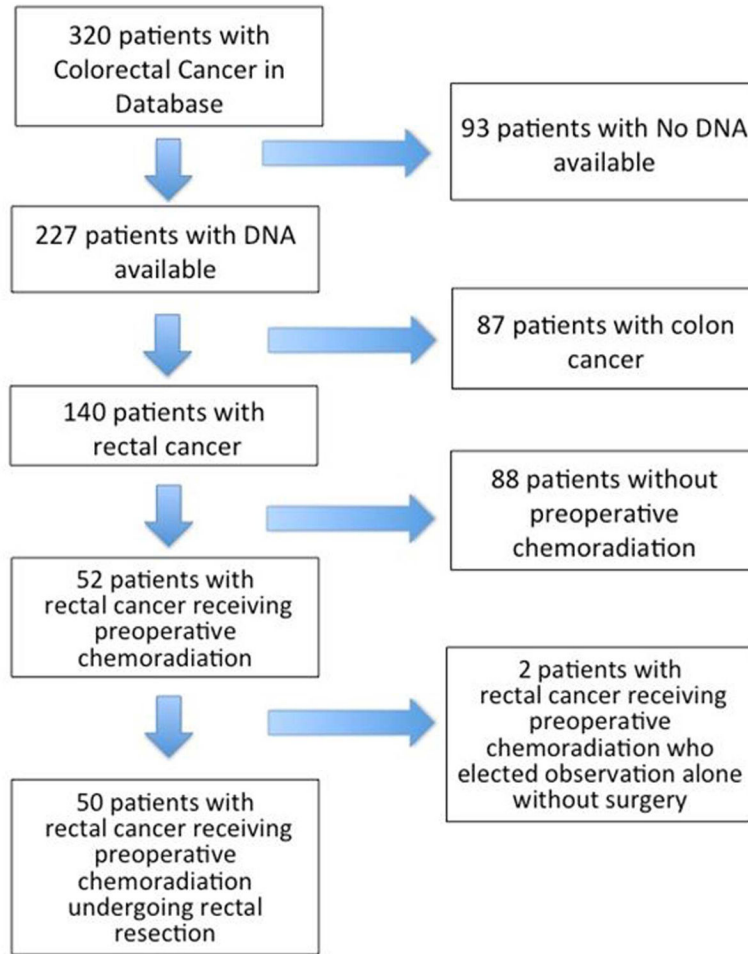 320 patients with
Colorectal Cancer in
Database
93 patients with No DNA
available
227 patients with DNA
available
87 patients with colon
cancer
140 patients with
rectal cancer
88 patients without
preoperative
chemoradiation
52 patients with
rectal cancer receiving
preoperative
chemoradiation
2 patients with
rectal cancer receiving
preoperative
chemoradiation who
elected observation alone
without surgery
50 patients with
rectal cancer receiving
preoperative
chemoradiation
undergoing rectal
resection